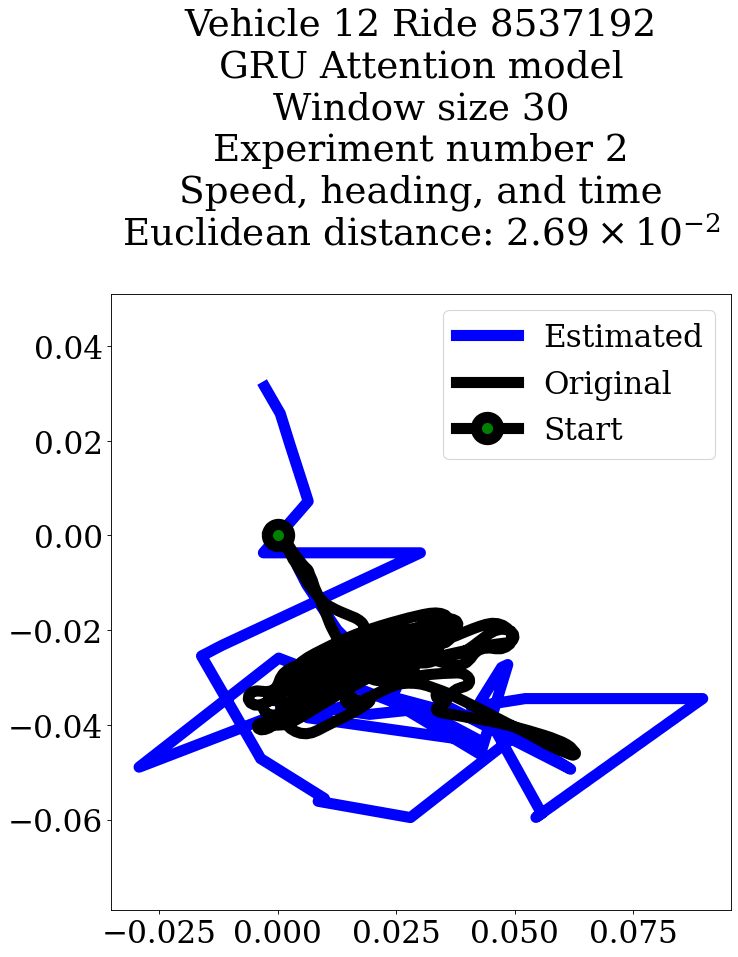 Vehicle 12 Ride 8537192
GRU Attention model
Window size 30
Experiment number 2
Speed, heading, and time
Euclidean distance: 2.69 × 10⁻²
Estimated
Original
Start
0.04
0.02
0.00
−0.02
−0.04
−0.06
−0.025 0.000 0.025 0.050 0.075